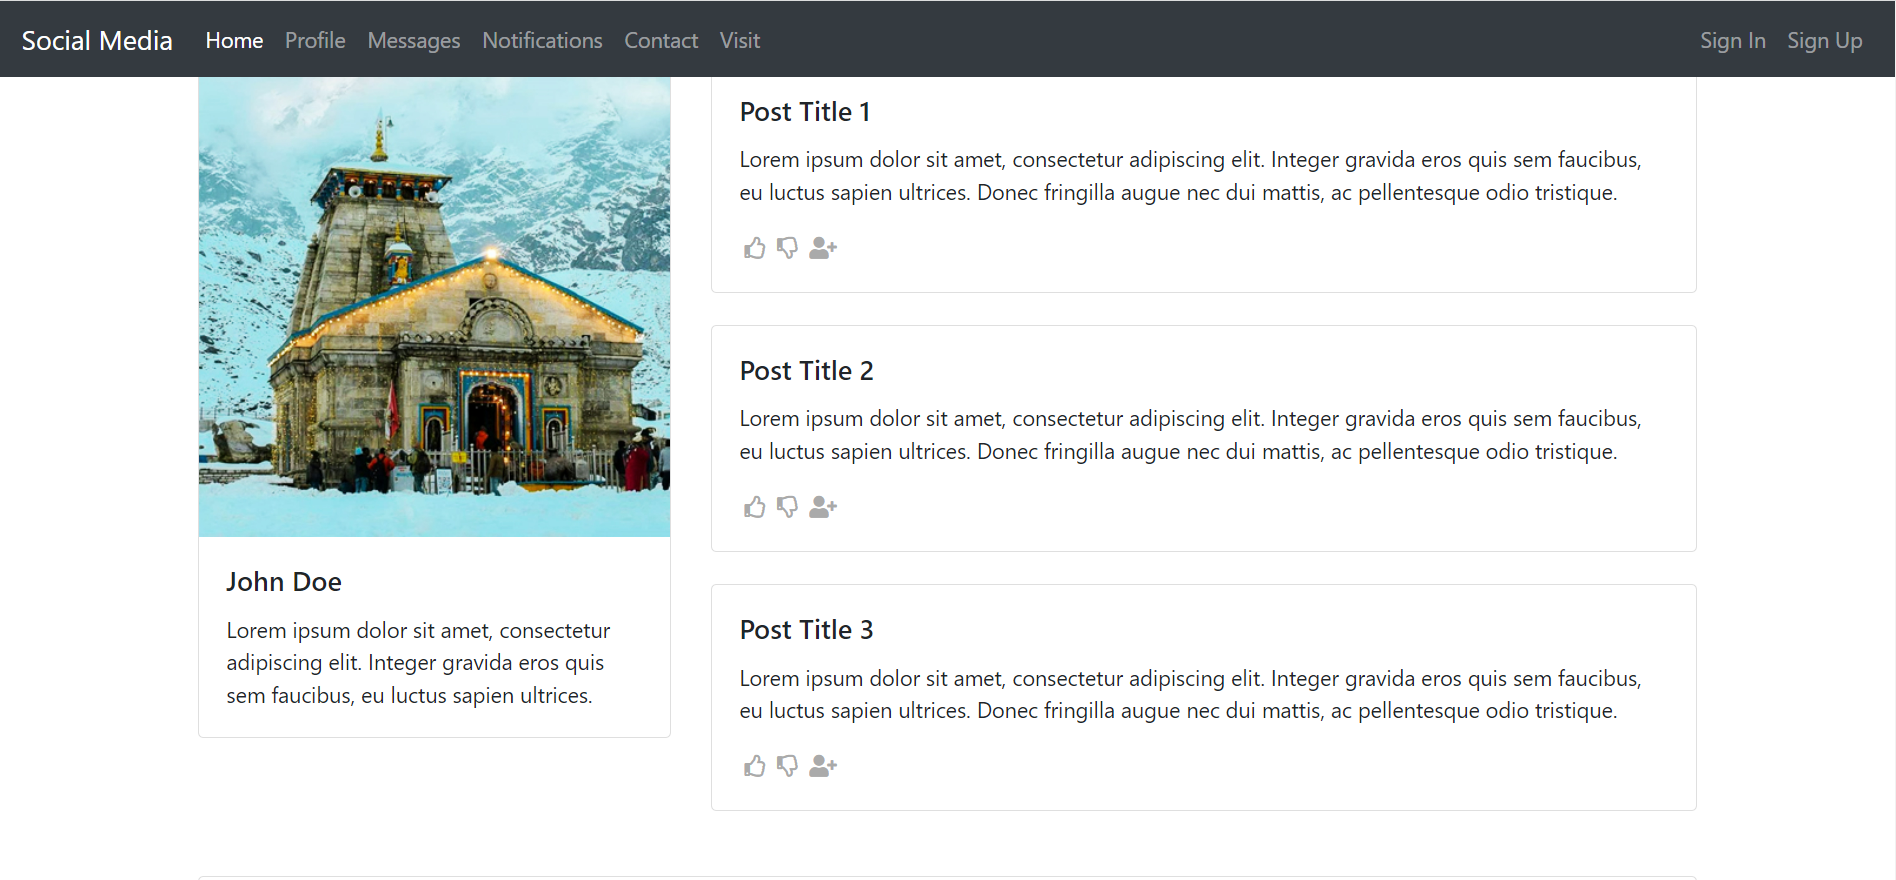 Social Media Home Profile Messages Notifications Contact Visit Sign In Sign Up
John Doe
Lorem ipsum dolor sit amet, consectetur
adipiscing elit. Integer gravida eros quis
sem faucibus, eu luctus sapien ultrices.
Post Title 1
Lorem ipsum dolor sit amet, consectetur adipiscing elit. Integer gravida eros quis sem faucibus,
eu luctus sapien ultrices. Donec fringilla augue nec dui mattis, ac pellentesque odio tristique.
Post Title 2
Lorem ipsum dolor sit amet, consectetur adipiscing elit. Integer gravida eros quis sem faucibus,
eu luctus sapien ultrices. Donec fringilla augue nec dui mattis, ac pellentesque odio tristique.
Post Title 3
Lorem ipsum dolor sit amet, consectetur adipiscing elit. Integer gravida eros quis sem faucibus,
eu luctus sapien ultrices. Donec fringilla augue nec dui mattis, ac pellentesque odio tristique.